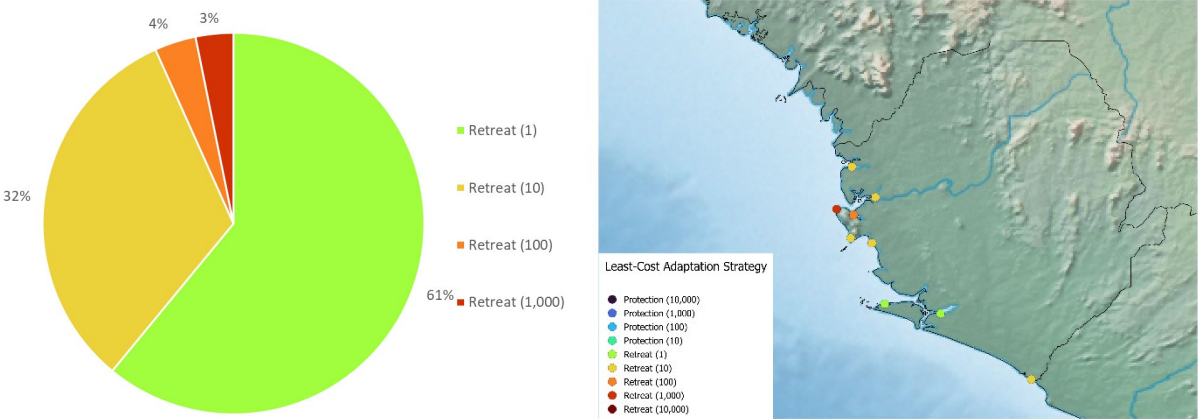 3%
4%
32%
61%
Retreat (1)
Retreat (10)
Retreat (100)
Retreat (1,000)
Least-Cost Adaptation Strategy
Protection (10,000)
Protection (1,000)
Protection (100)
Protection (10)
Retreat (1)
Retreat (10)
Retreat (100)
Retreat (1,000)
Retreat (10,000)